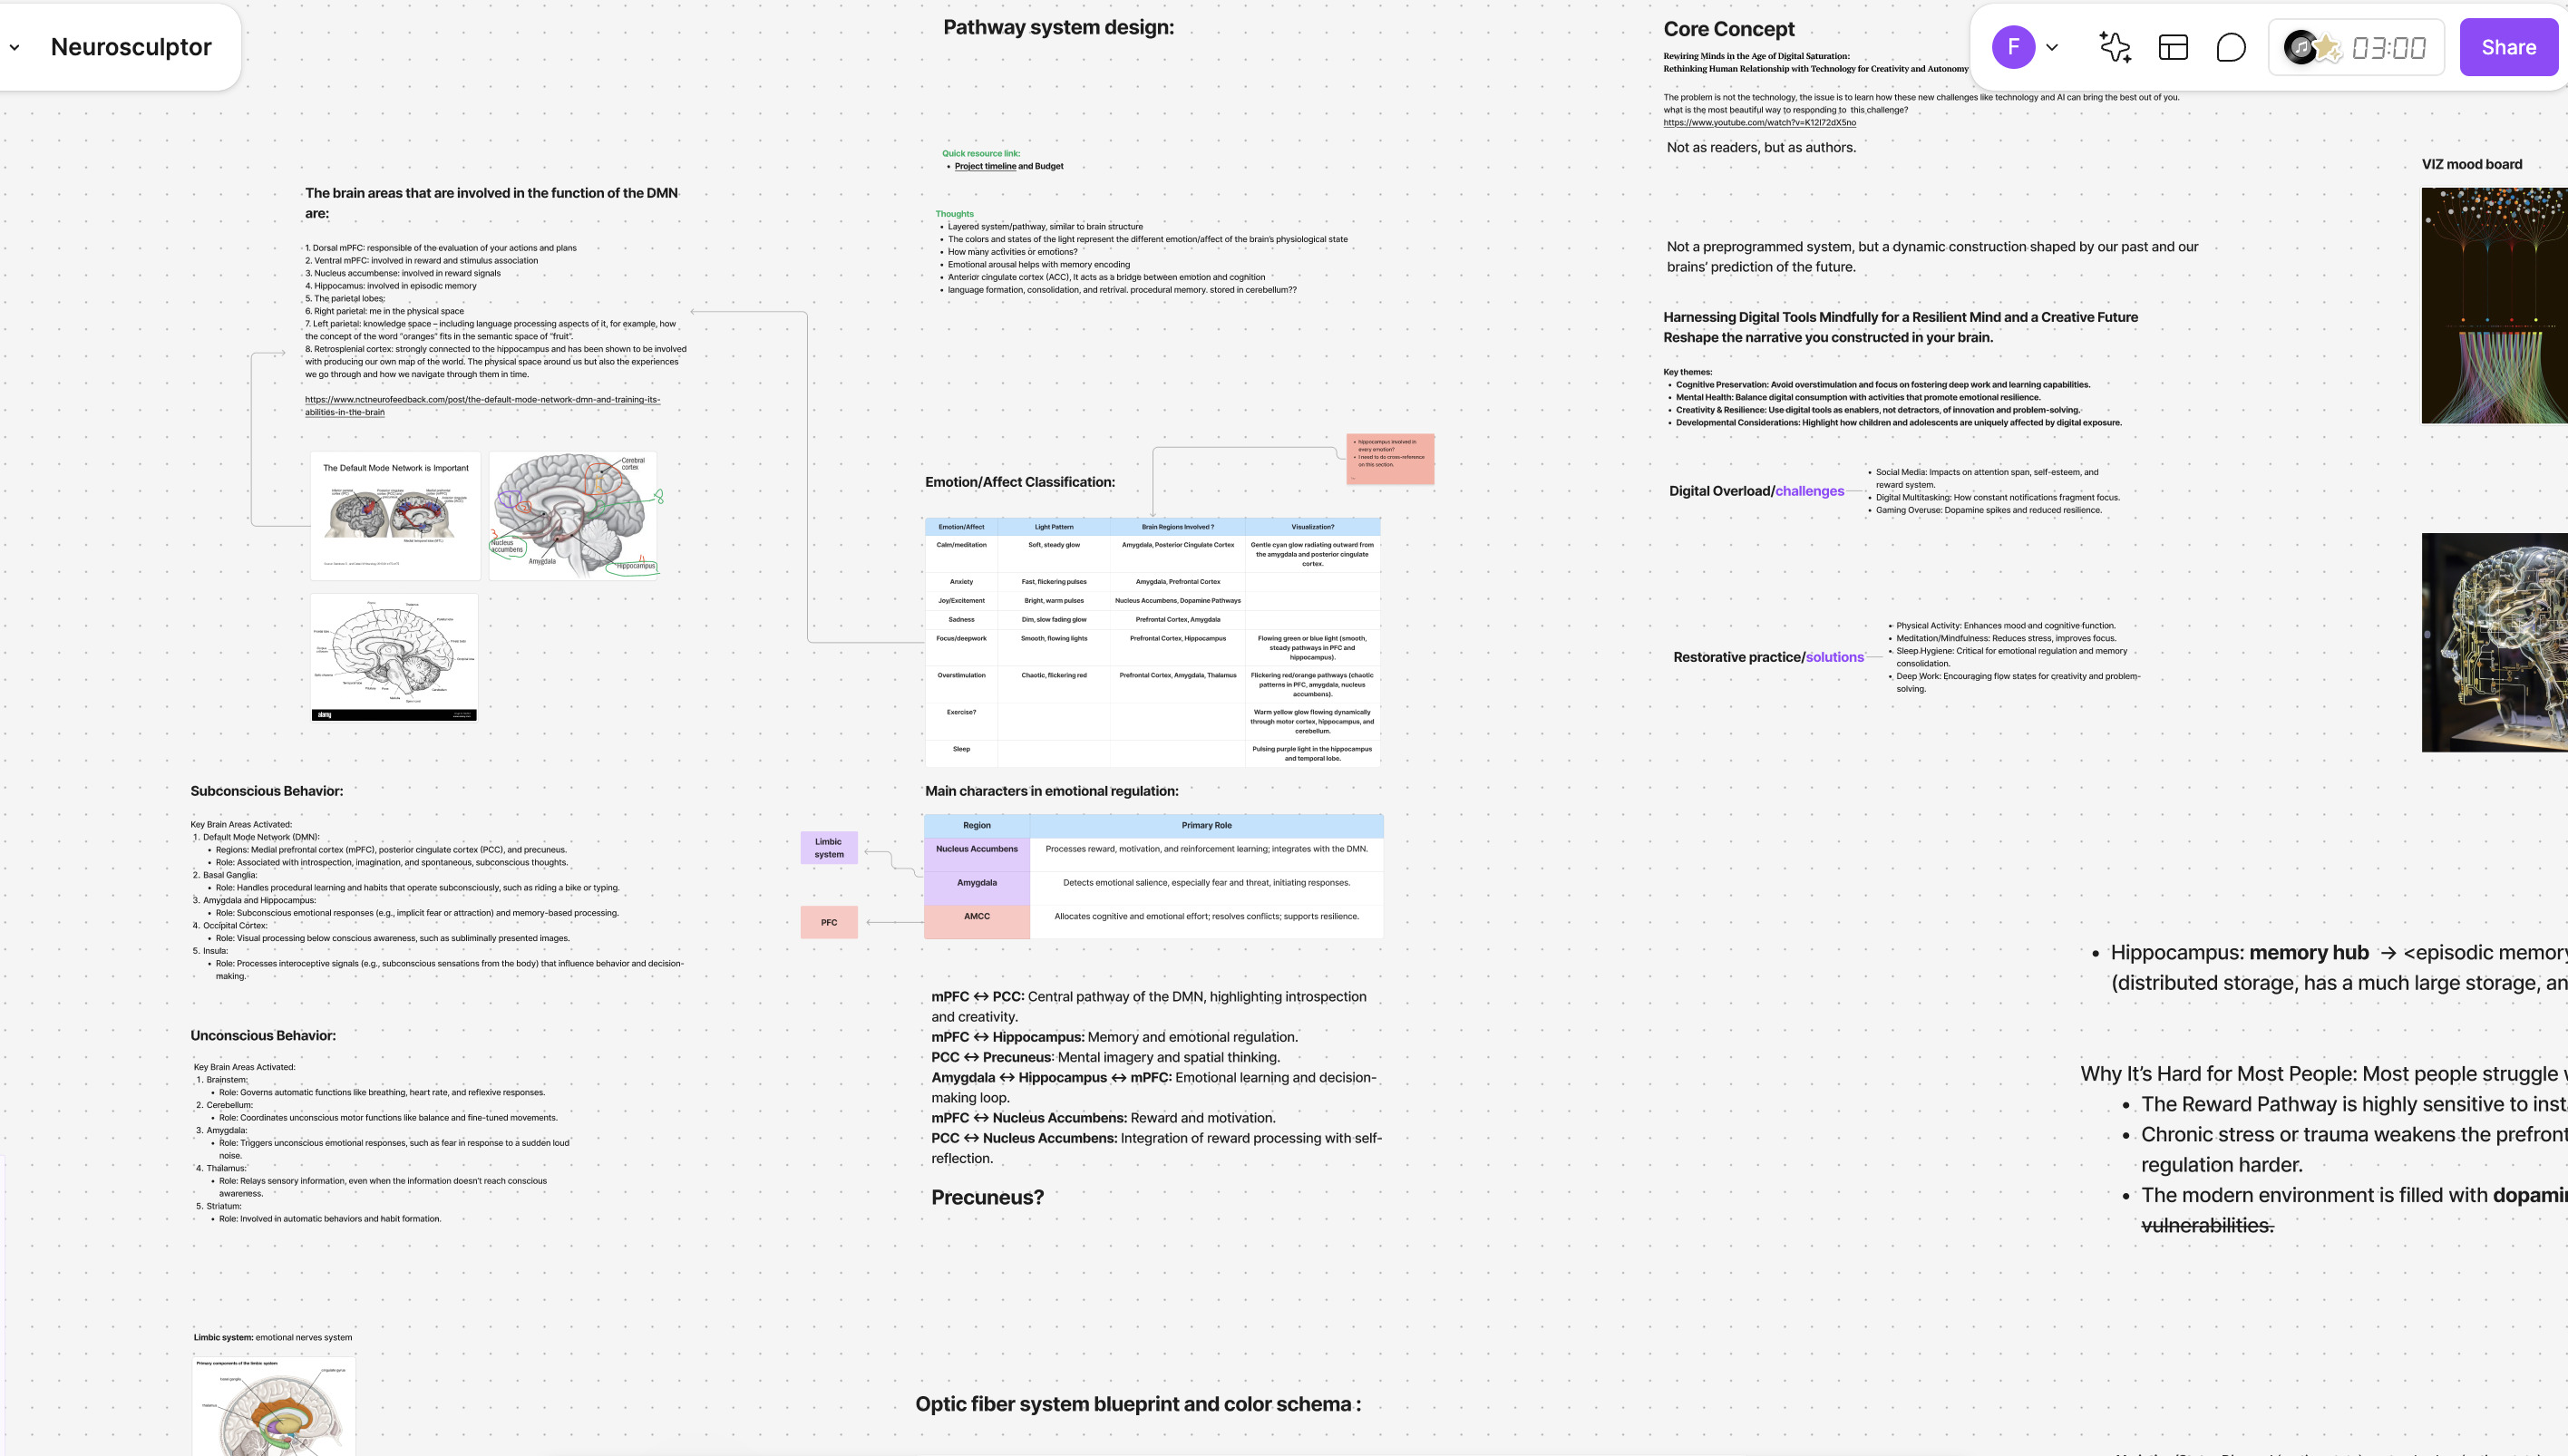 Neurosculptor
F
03:00
Share
Pathway system design:
Quick resource link:
• Project timeline and Budget
Thoughts
• Layered system/pathway, similar to brain structure
• The colors and states of the light represent the different emotion/affect of the brain's physiological state
• How many activities or emotions?
• Emotional arousal helps with memory encoding
• Anterior cingulate cortex (ACC), It acts as a bridge between emotion and cognition
• language formation, consolidation, and retrival. procedural memory. stored in cerebellum??
The brain areas that are involved in the function of the DMN
are:
1. Dorsal mPFC: responsible of the evaluation of your actions and plans
2. Ventral mPFC: involved in reward and stimulus association
3. Nucleus accumbense: involved in reward signals
4. Hippocamus: involved in episodic memory
5. The parietal lobes;
6. Right parietal: me in the physical space
7. Left parietal: knowledge space – including language processing aspects of it, for example, how
the concept of the word "oranges" fits in the semantic space of "fruit".
8. Retrosplenial cortex: strongly connected to the hippocampus and has been shown to be involved
with producing our own map of the world. The physical space around us but also the experiences
we go through and how we navigate through them in time.
https://www.nctneurofeedback.com/post/the-default-mode-network-dmn-and-training-its-
abilities-in-the-brain
The Default Mode Network is Important
Cerebral
cortex
Nucleus
accumbens
Amygdala
Hippocampus
alamy
Subconscious Behavior:
Key Brain Areas Activated:
1. Default Mode Network (DMN):
• Regions: Medial prefrontal cortex (mPFC), posterior cingulate cortex (PCC), and precuneus.
• Role: Associated with introspection, imagination, and spontaneous, subconscious thoughts.
2. Basal Ganglia:
• Role: Handles procedural learning and habits that operate subconsciously, such as riding a bike or typing.
3. Amygdala and Hippocampus:
• Role: Subconscious emotional responses (e.g., implicit fear or attraction) and memory-based processing.
4. Occipital Cortex:
• Role: Visual processing below conscious awareness, such as subliminally presented images.
5. Insula:
• Role: Processes interoceptive signals (e.g., subconscious sensations from the body) that influence behavior and decision-
making.
Unconscious Behavior:
Key Brain Areas Activated:
1. Brainstem:
• Role: Governs automatic functions like breathing, heart rate, and reflexive responses.
2. Cerebellum:
• Role: Coordinates unconscious motor functions like balance and fine-tuned movements.
3. Amygdala:
• Role: Triggers unconscious emotional responses, such as fear in response to a sudden loud
noise.
4. Thalamus:
• Role: Relays sensory information, even when the information doesn't reach conscious
awareness.
5. Striatum:
• Role: Involved in automatic behaviors and habit formation.
Limbic system: emotional nerves system
Primary components of the limbic system
Cingulate gyrus
Basal ganglia
Thalamus
• hippocampus involved in
every emotion?
• I need to do cross-reference
on this section.
Emotion/Affect Classification:
Emotion/Affect Light Pattern Brain Regions Involved ? Visualization?
Calm/meditation Soft, steady glow Amygdala, Posterior Cingulate Cortex Gentle cyan glow radiating outward from
the amygdala and posterior cingulate
cortex.
Anxiety Fast, flickering pulses Amygdala, Prefrontal Cortex
Joy/Excitement Bright, warm pulses Nucleus Accumbens, Dopamine Pathways
Sadness Dim, slow fading glow Prefrontal Cortex, Amygdala
Focus/deepwork Smooth, flowing lights Prefrontal Cortex, Hippocampus Flowing green or blue light (smooth,
steady pathways in PFC and
hippocampus).
Overstimulation Chaotic, flickering red Prefrontal Cortex, Amygdala, Thalamus Flickering red/orange pathways (chaotic
patterns in PFC, amygdala, nucleus
accumbens).
Exercise? Warm yellow glow flowing dynamically
through motor cortex, hippocampus, and
cerebellum.
Sleep Pulsing purple light in the hippocampus
and temporal lobe.
Main characters in emotional regulation:
Region Primary Role
Nucleus Accumbens Processes reward, motivation, and reinforcement learning; integrates with the DMN.
Amygdala Detects emotional salience, especially fear and threat, initiating responses.
AMCC Allocates cognitive and emotional effort; resolves conflicts; supports resilience.
Limbic
system
PFC
mPFC ↔ PCC: Central pathway of the DMN, highlighting introspection
and creativity.
mPFC ↔ Hippocampus: Memory and emotional regulation.
PCC ↔ Precuneus: Mental imagery and spatial thinking.
Amygdala ↔ Hippocampus ↔ mPFC: Emotional learning and decision-
making loop.
mPFC ↔ Nucleus Accumbens: Reward and motivation.
PCC ↔ Nucleus Accumbens: Integration of reward processing with self-
reflection.
Precuneus?
Optic fiber system blueprint and color schema :
Core Concept
Rewiring Minds in the Age of Digital Saturation:
Rethinking Human Relationship with Technology for Creativity and Autonomy
The problem is not the technology, the issue is to learn how these new challenges like technology and AI can bring the best out of you.
what is the most beautiful way to responding to this challenge?
https://www.youtube.com/watch?v=K12I72dX5no
Not as readers, but as authors.
Not a preprogrammed system, but a dynamic construction shaped by our past and our
brains' prediction of the future.
Harnessing Digital Tools Mindfully for a Resilient Mind and a Creative Future
Reshape the narrative you constructed in your brain.
Key themes:
• Cognitive Preservation: Avoid overstimulation and focus on fostering deep work and learning capabilities.
• Mental Health: Balance digital consumption with activities that promote emotional resilience.
• Creativity & Resilience: Use digital tools as enablers, not detractors, of innovation and problem-solving.
• Developmental Considerations: Highlight how children and adolescents are uniquely affected by digital exposure.
Digital Overload/challenges
• Social Media: Impacts on attention span, self-esteem, and
reward system.
• Digital Multitasking: How constant notifications fragment focus.
• Gaming Overuse: Dopamine spikes and reduced resilience.
Restorative practice/solutions
• Physical Activity: Enhances mood and cognitive function.
• Meditation/Mindfulness: Reduces stress, improves focus.
• Sleep Hygiene: Critical for emotional regulation and memory
consolidation.
• Deep Work: Encouraging flow states for creativity and problem-
solving.
VIZ mood board
• Hippocampus: memory hub → <episodic memory
(distributed storage, has a much large storage, an
Why It's Hard for Most People: Most people struggle
• The Reward Pathway is highly sensitive to inst
• Chronic stress or trauma weakens the prefront
regulation harder.
• The modern environment is filled with dopamin
vulnerabilities.